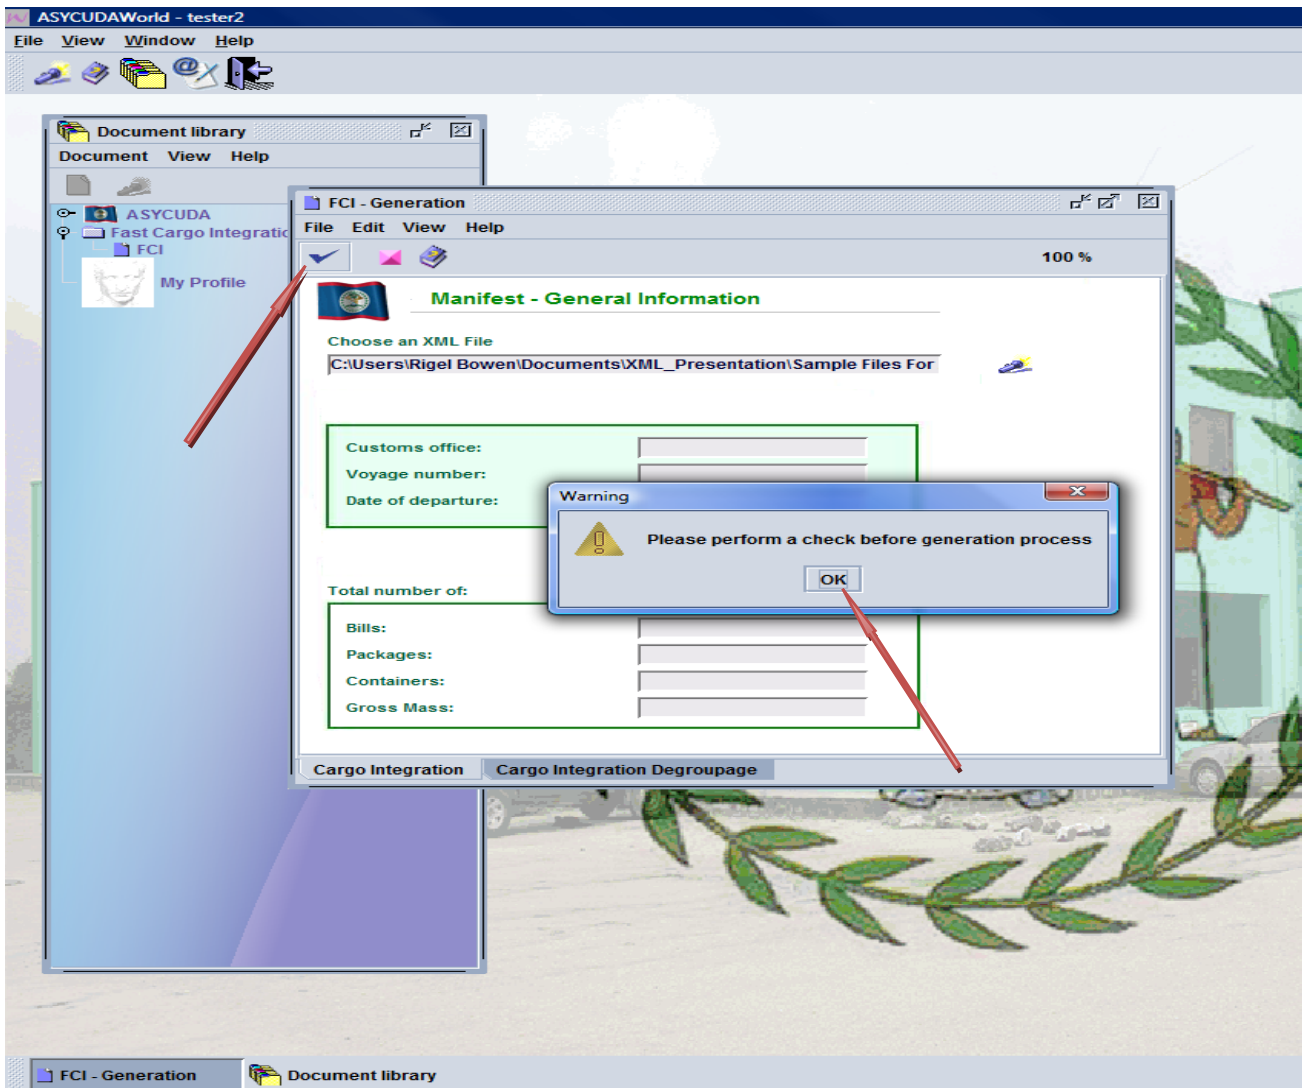 ASYCUDAWorld - tester2
File View Window Help
Document library
Document View Help
ASYCUDA
Fast Cargo Integratio
FCI
My Profile
FCI - Generation
File Edit View Help
100 %
Manifest - General Information
Choose an XML File
C:\Users\Rigel Bowen\Documents\XML_Presentation\Sample Files For
Customs office:
Voyage number:
Date of departure:
Warning
Please perform a check before generation process
OK
Total number of:
Bills:
Packages:
Containers:
Gross Mass:
Cargo Integration Cargo Integration Degroupage
FCI - Generation Document library